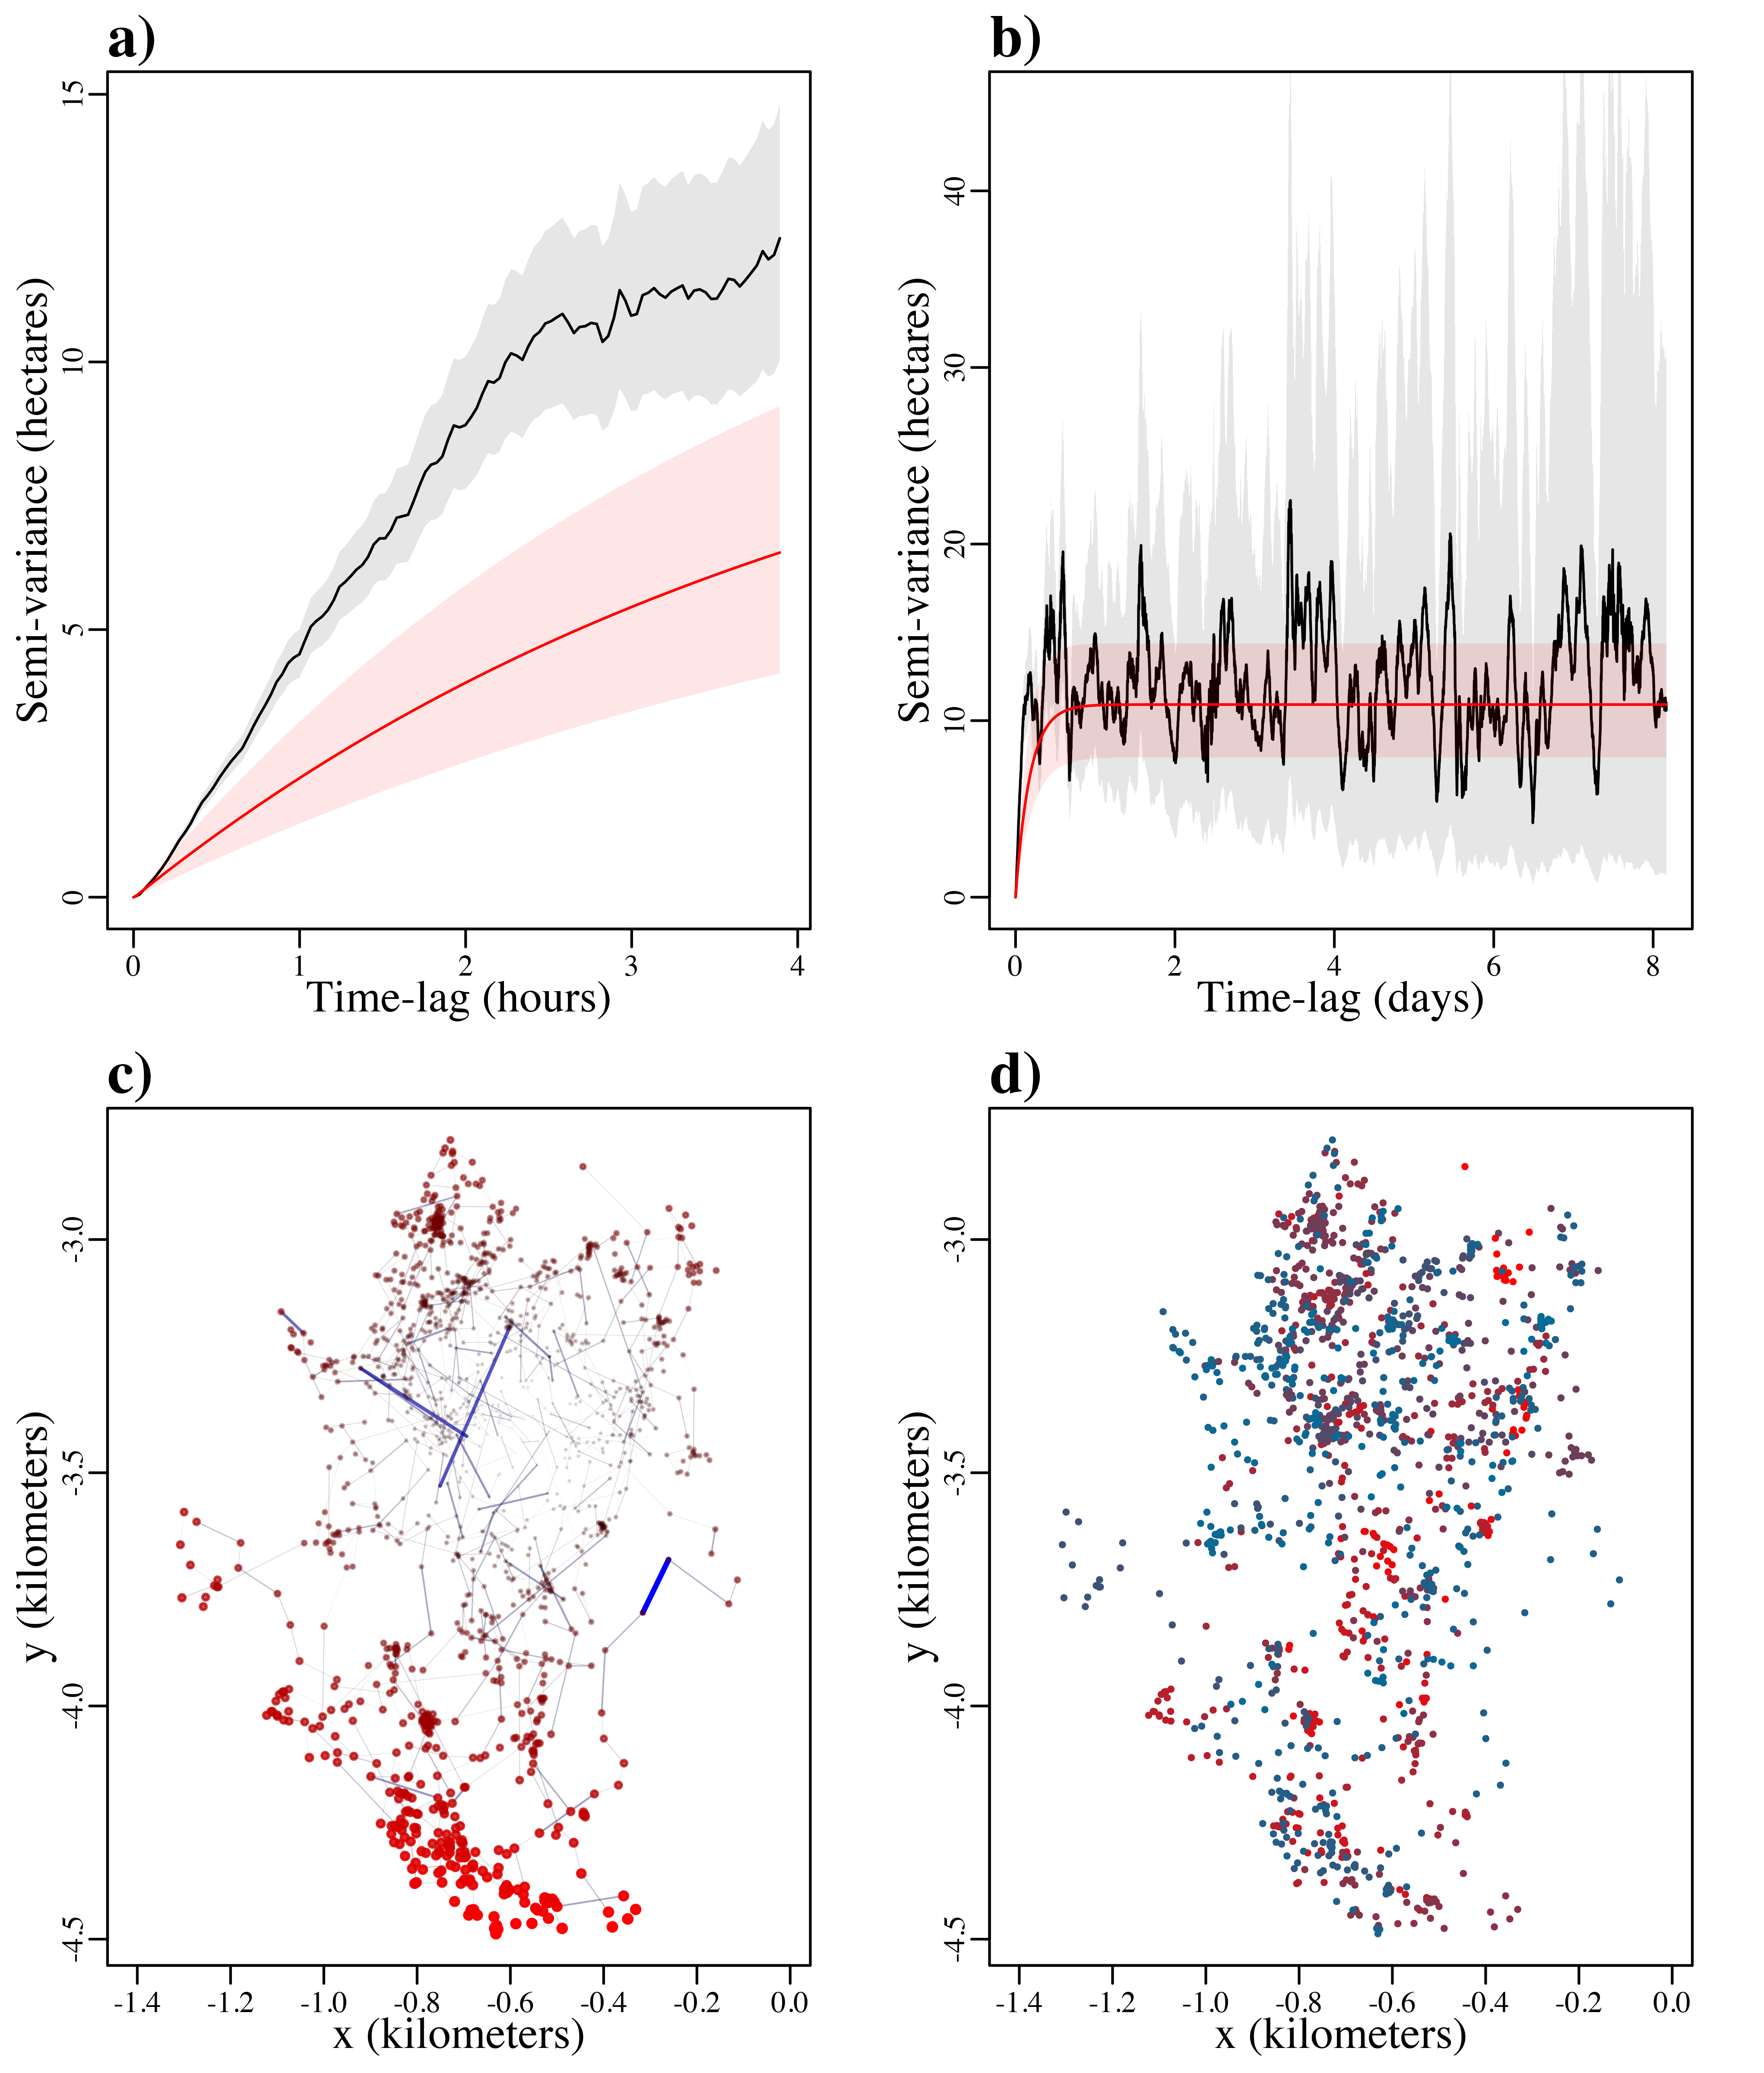 a)
15
10
5
0
Semi-variance (hectares)
0 1 2 3 4
Time-lag (hours)
b)
40
30
20
10
0
Semi-variance (hectares)
0 2 4 6 8
Time-lag (days)
c)
-3.0
-3.5
-4.0
-4.5
y (kilometers)
-1.4 -1.2 -1.0 -0.8 -0.6 -0.4 -0.2 0.0
x (kilometers)
d)
-3.0
-3.5
-4.0
-4.5
y (kilometers)
-1.4 -1.2 -1.0 -0.8 -0.6 -0.4 -0.2 0.0
x (kilometers)